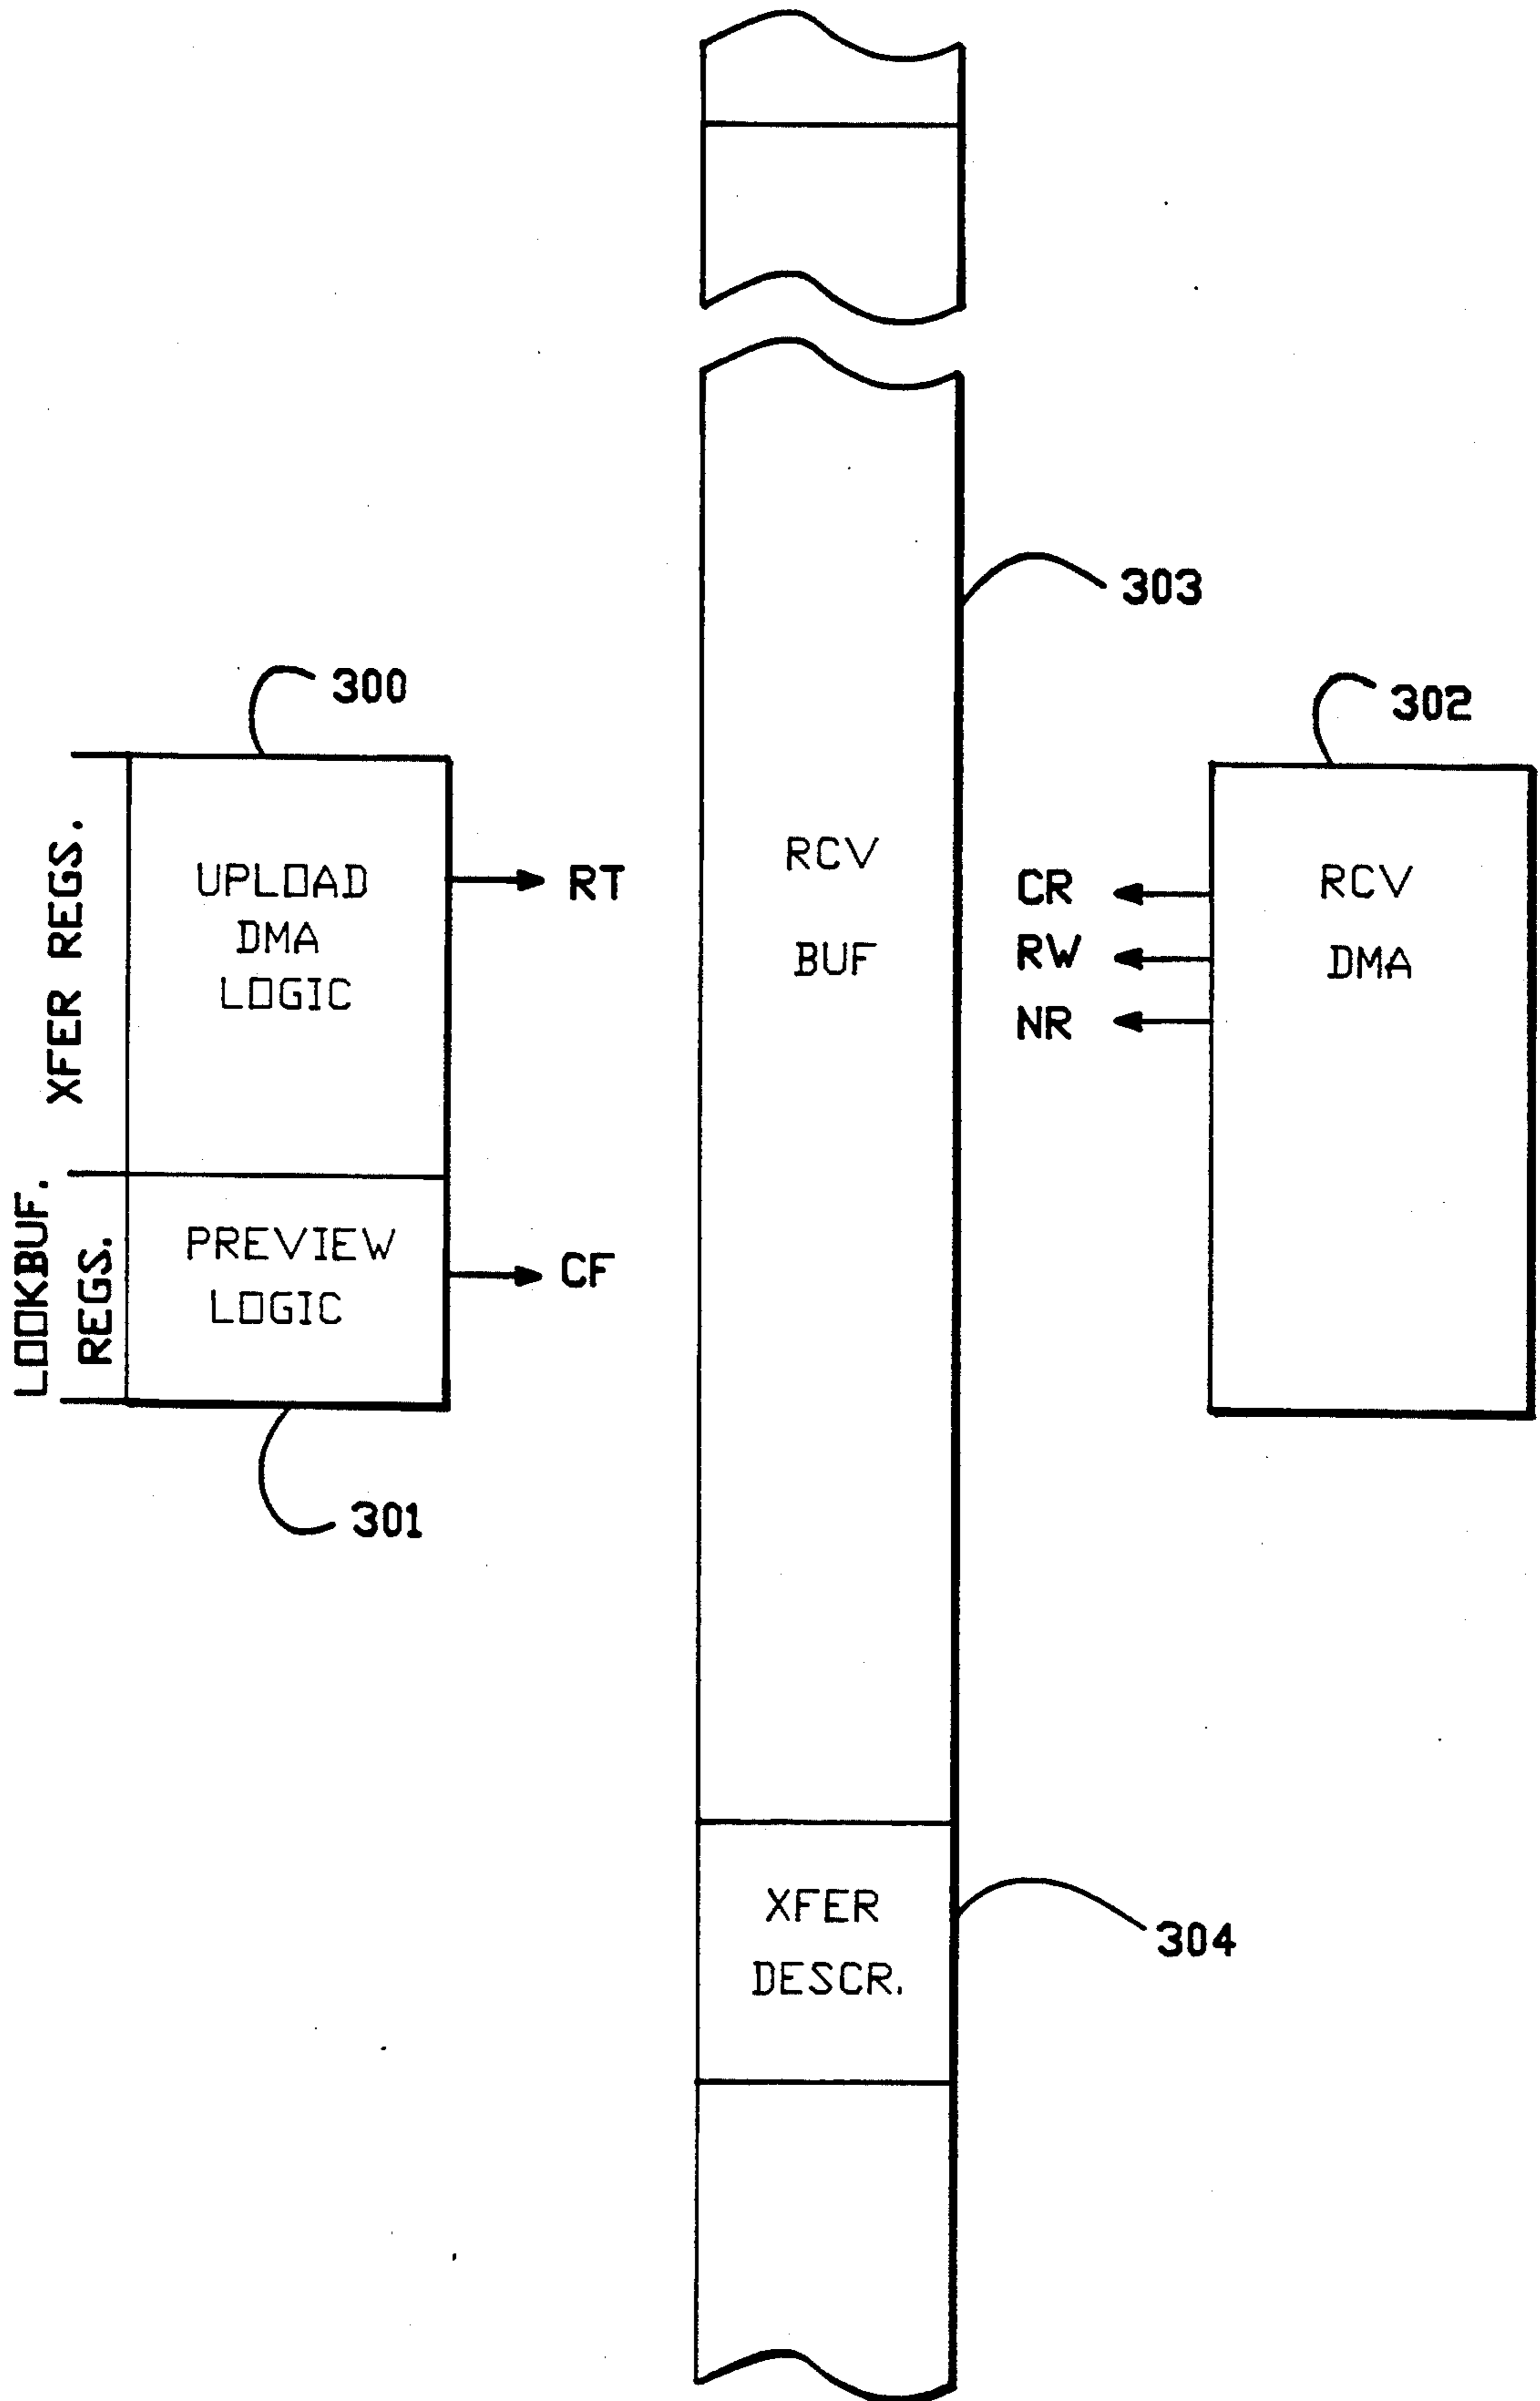 303
300
302
XFER REGS.
UPLOAD
DMA
LOGIC
RT
RCV
BUF
CR
RW
NR
RCV
DMA
LOOKBUF.
REGS.
PREVIEW
LOGIC
CF
301
XFER
DESCR.
304